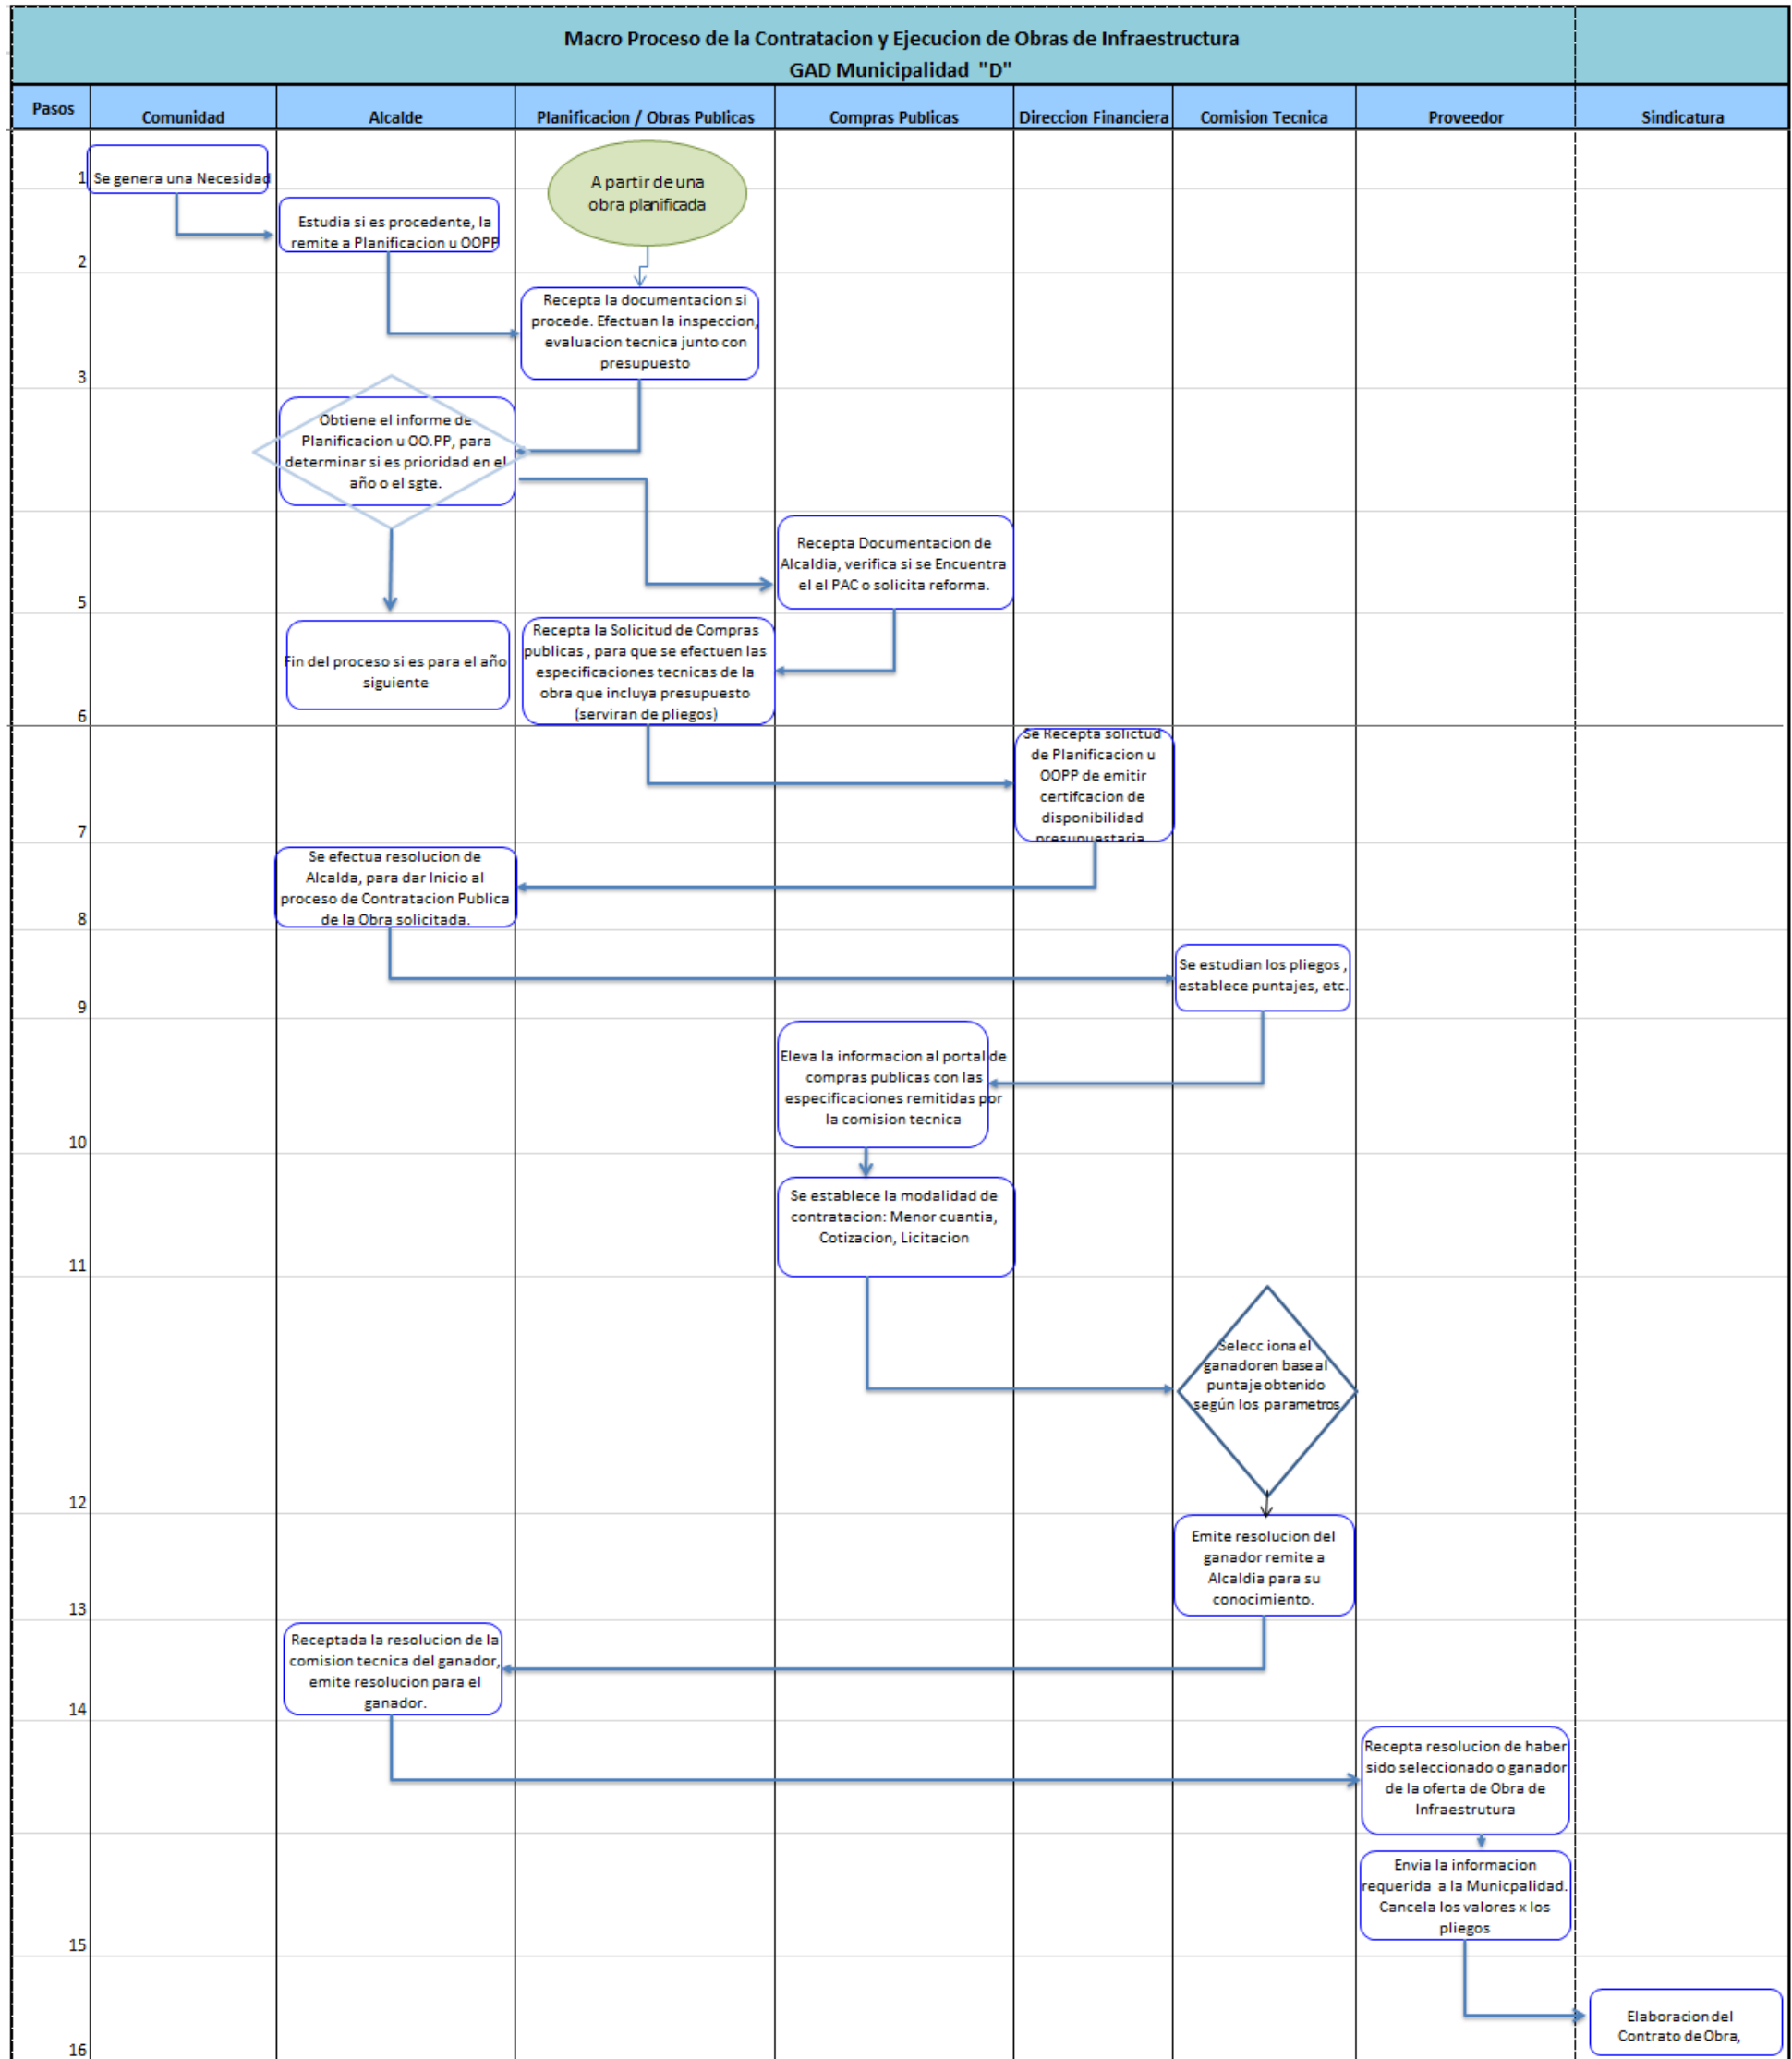 Macro Proceso de la Contratacion y Ejecucion de Obras de Infraestructura
GAD Municipalidad "D"
Pasos
Comunidad
Alcalde
Planificacion / Obras Publicas
Compras Publicas
Direccion Financiera
Comision Tecnica
Proveedor
Sindicatura
1
Se genera una Necesidad
A partir de una
obra planificada
Estudia si es procedente, la
remite a Planificacion u OOPP
2
Recepta la documentacion si
procede. Efectuan la inspeccion,
evaluacion tecnica junto con
presupuesto
3
Obtiene el informe de
Planificacion u OO.PP, para
determinar si es prioridad en el
año o el sgte.
Recepta Documentacion de
Alcaldia, verifica si se Encuentra
el el PAC o solicita reforma.
5
Fin del proceso si es para el año
siguiente
Recepta la Solicitud de Compras
publicas , para que se efectuen las
especificaciones tecnicas de la
obra que incluya presupuesto
(serviran de pliegos)
6
Se Recepta solictud
de Planificacion u
OOPP de emitir
certifcacion de
disponibilidad
presupuestaria
7
Se efectua resolucion de
Alcalda, para dar Inicio al
proceso de Contratacion Publica
de la Obra solicitada.
8
Se estudian los pliegos ,
establece puntajes, etc.
9
Eleva la informacion al portal de
compras publicas con las
especificaciones remitidas por
la comision tecnica
10
Se establece la modalidad de
contratacion: Menor cuantia,
Cotizacion, Licitacion
11
Selecc iona el
ganadoren base al
puntaje obtenido
según los parametros
12
Emite resolucion del
ganador remite a
Alcaldia para su
conocimiento.
13
Receptada la resolucion de la
comision tecnica del ganador,
emite resolucion para el
ganador.
14
Recepta resolucion de haber
sido seleccionado o ganador
de la oferta de Obra de
Infraestrutura
Envia la informacion
requerida a la Municpalidad.
Cancela los valores x los
pliegos
15
Elaboracion del
Contrato de Obra,
16